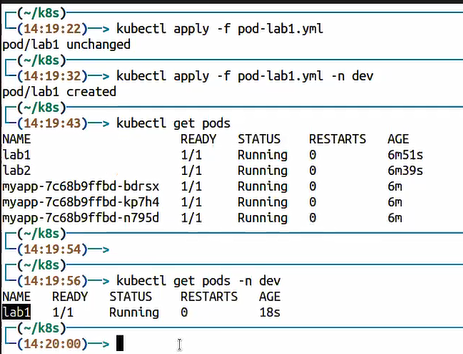 (~/k8s)
(14:19:22)——> kubectl apply -f pod-lab1.yml
pod/lab1 unchanged
(~/k8s)
(14:19:32)——> kubectl apply -f pod-lab1.yml -n dev
pod/lab1 created
(~/k8s)
(14:19:43)——> kubectl get pods
NAME READY STATUS RESTARTS AGE
lab1 1/1 Running 0 6m51s
lab2 1/1 Running 0 6m39s
myapp-7c68b9ffbd-bdrsx 1/1 Running 0 6m
myapp-7c68b9ffbd-kp7h4 1/1 Running 0 6m
myapp-7c68b9ffbd-n795d 1/1 Running 0 6m
(~/k8s)
(14:19:54)——>
(~/k8s)
(14:19:56)——> kubectl get pods -n dev
NAME READY STATUS RESTARTS AGE
lab1 1/1 Running 0 18s
(~/k8s)
(14:20:00)——>